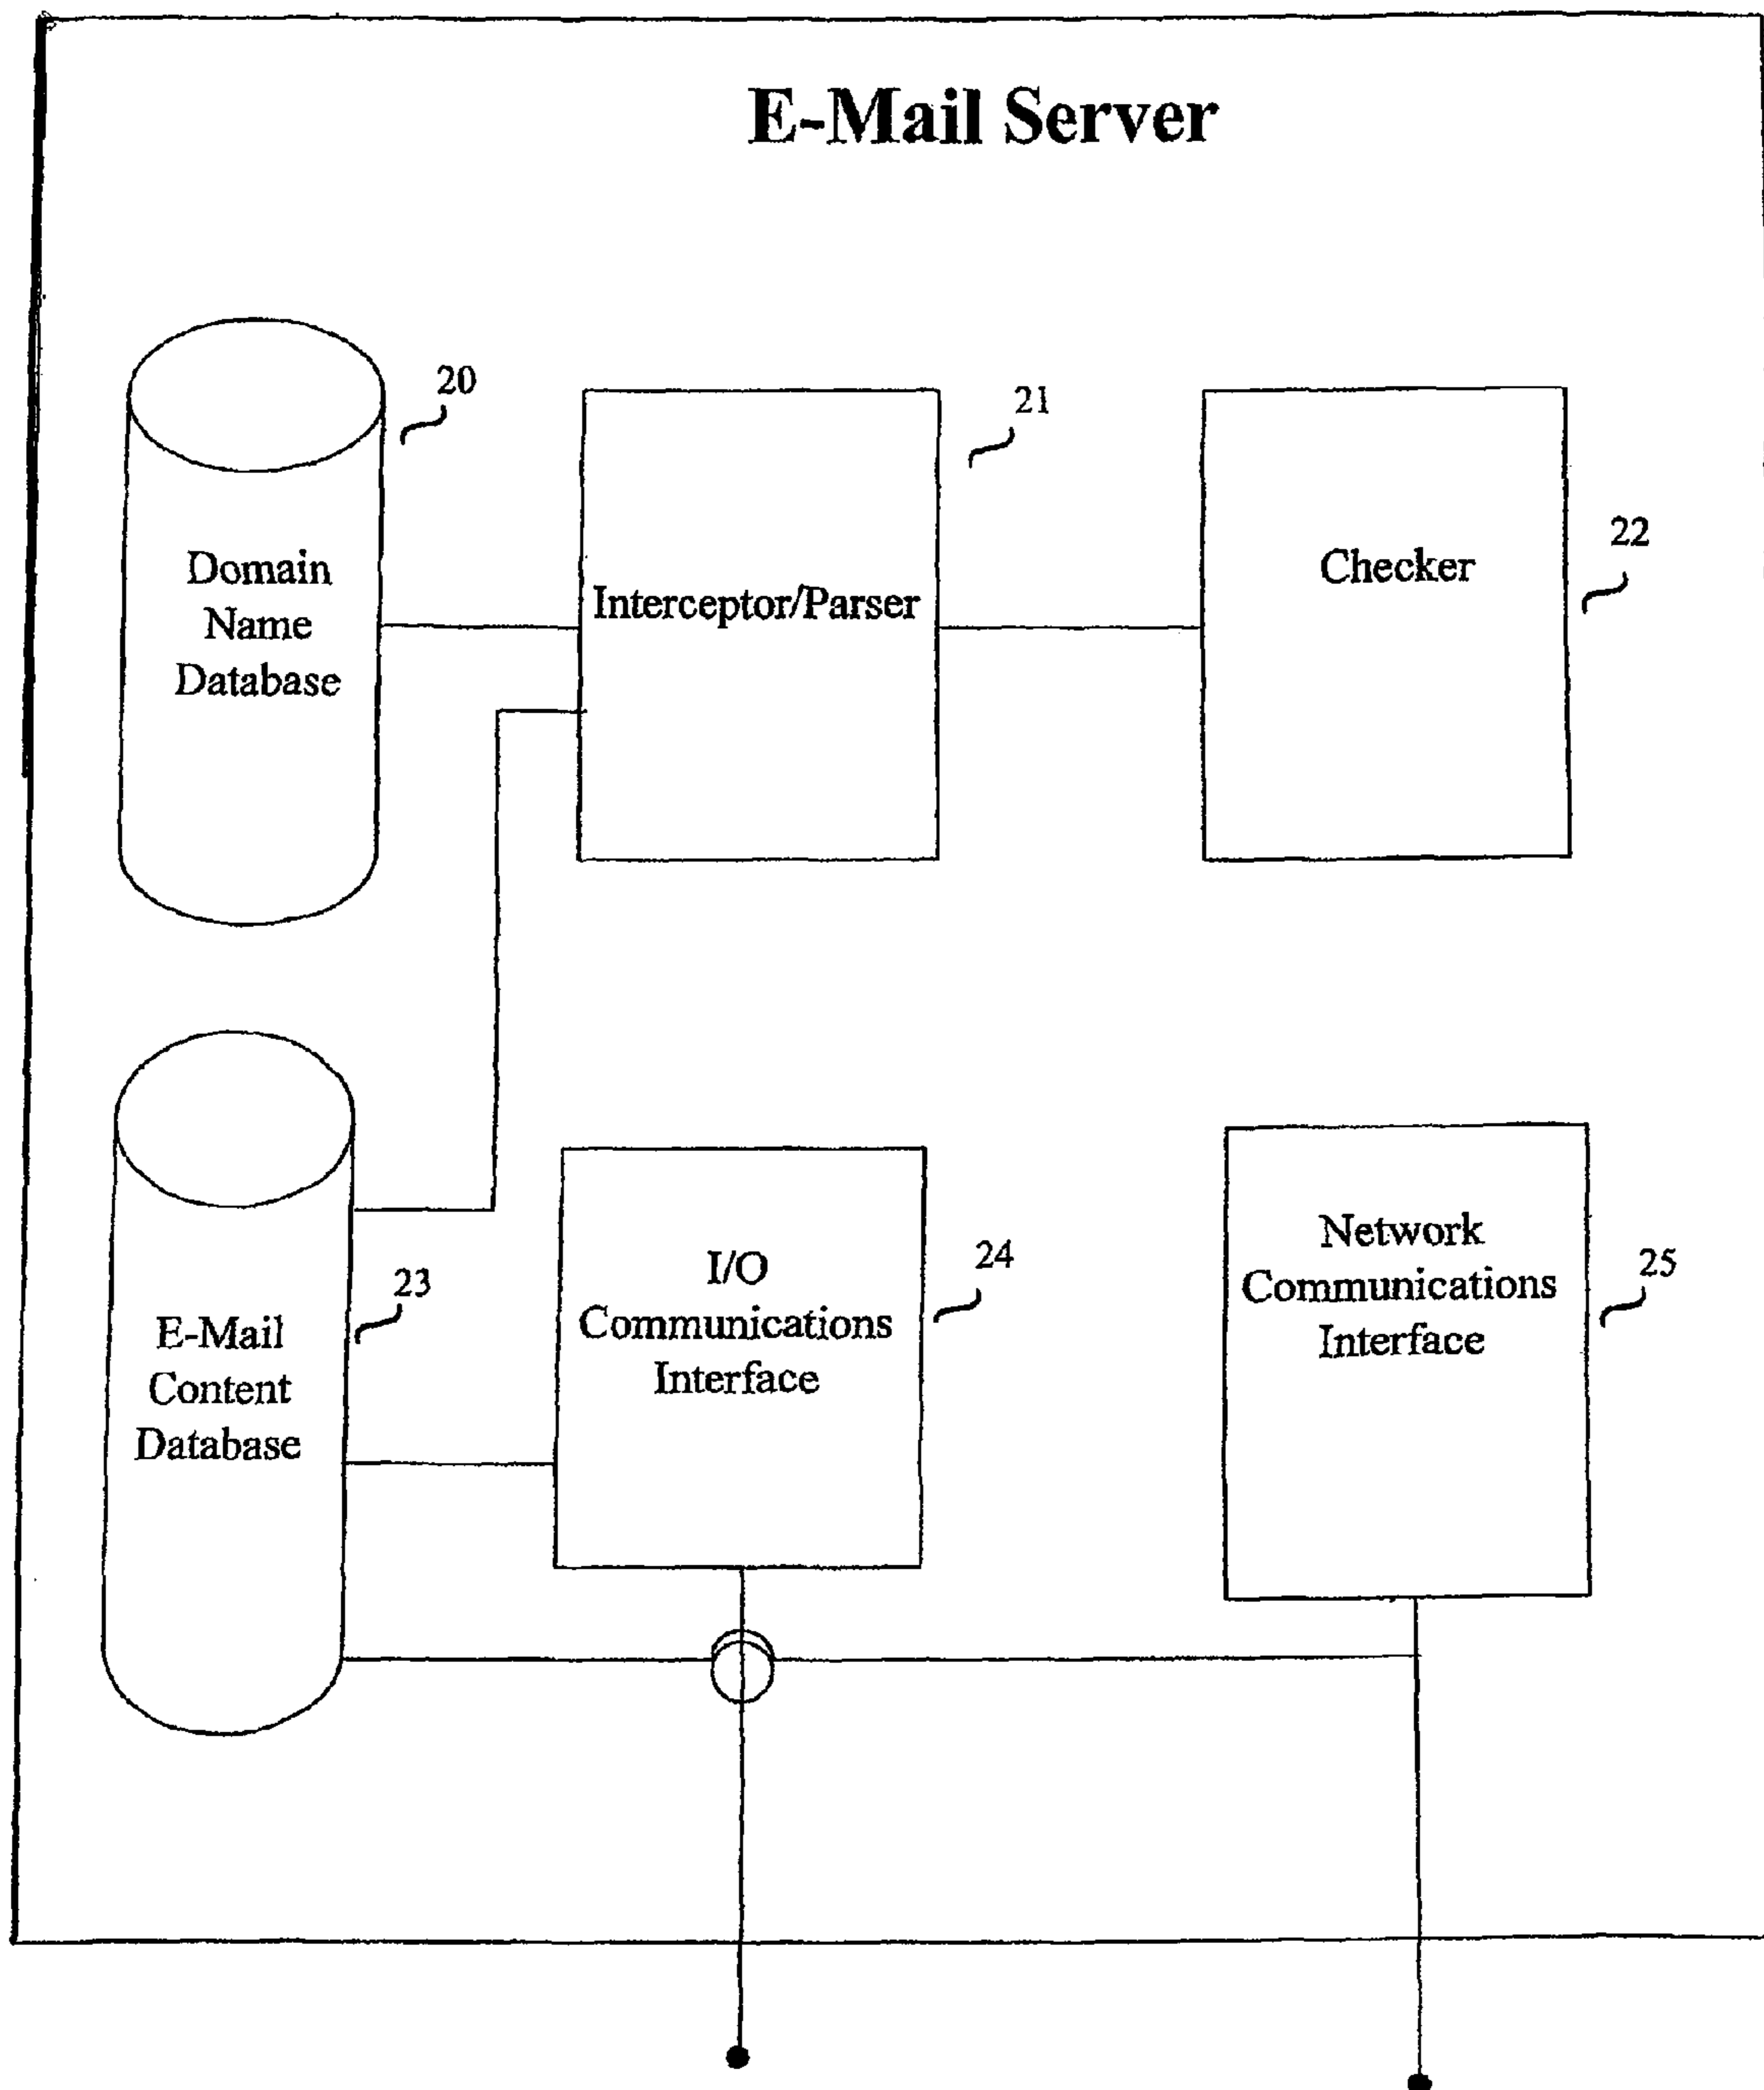 E-Mail Server
20
Domain
Name
Database
21
Interceptor/Parser
22
Checker
23
E-Mail
Content
Database
24
I/O
Communications
Interface
25
Network
Communications
Interface